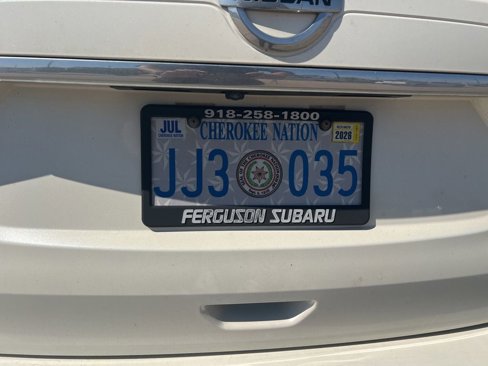 NISSAN
918-258-1800
JUL
CHEROKEE NATION
2026
JJ3 035
FERGUSON SUBARU